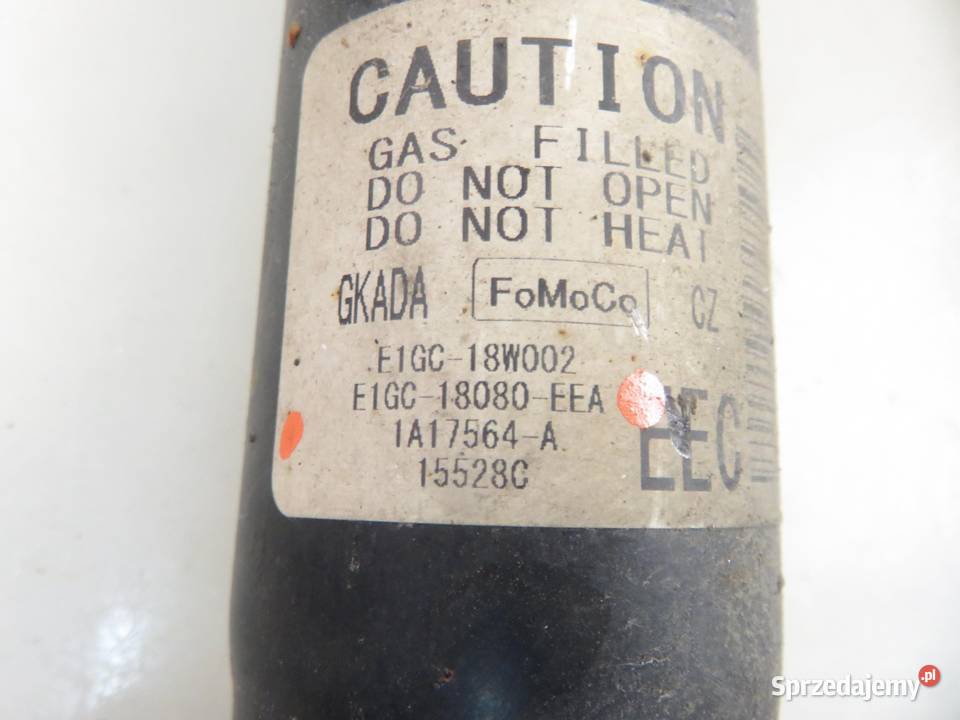 CAUTION
GAS FILLED
DO NOT OPEN
DO NOT HEAT
GKADA FoMoCo CZ
E1GC-18W002
E1GC-18080-EEA
1A17564-A EEC
15528C
Sprzedajemy.pl